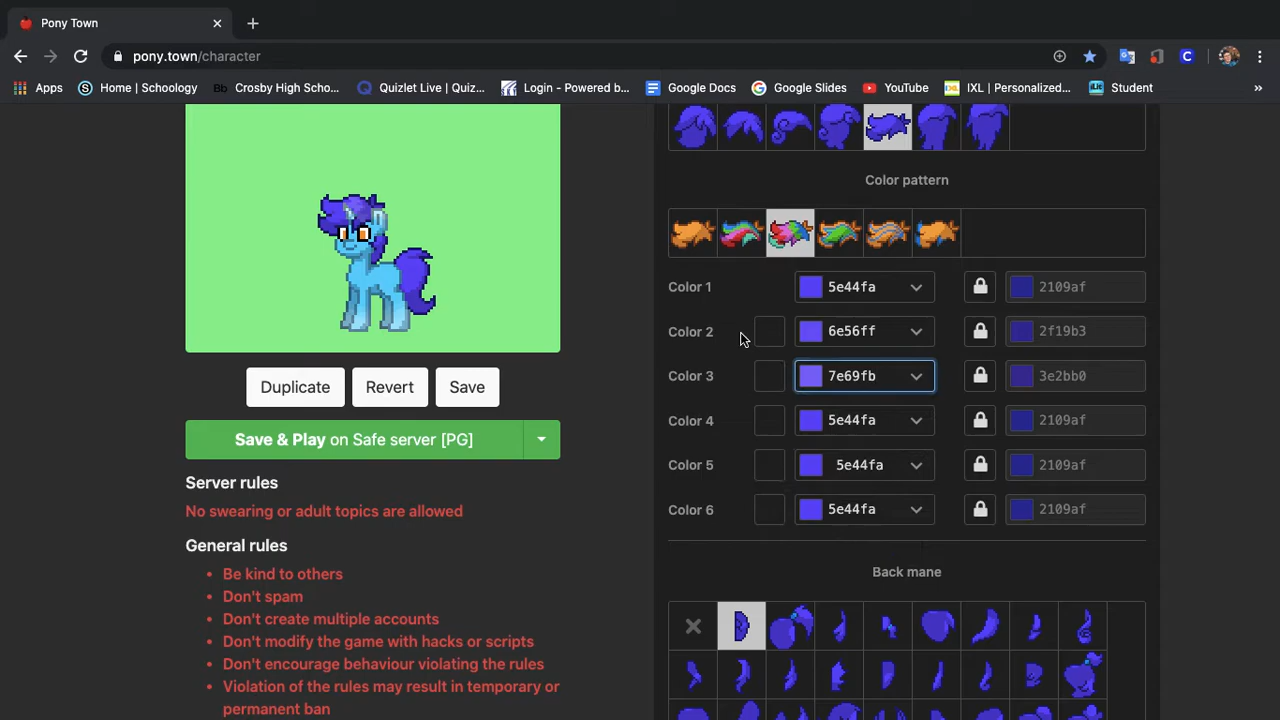 Pony Town
pony.town/character
Apps
Home | Schoology
Bb Crosby High Scho...
Quizlet Live | Quiz...
Login - Powered b...
Google Docs
Google Slides
YouTube
IXL | Personalized...
Student
»
Color pattern
Color 1 5e44fa 2109af
Color 2 6e56ff 2f19b3
Color 3 7e69fb 3e2bb0
Color 4 5e44fa 2109af
Color 5 5e44fa 2109af
Color 6 5e44fa 2109af
Back mane
Duplicate
Revert
Save
Save & Play on Safe server [PG]
Server rules
No swearing or adult topics are allowed
General rules
Be kind to others
Don't spam
Don't create multiple accounts
Don't modify the game with hacks or scripts
Don't encourage behaviour violating the rules
Violation of the rules may result in temporary or
permanent ban